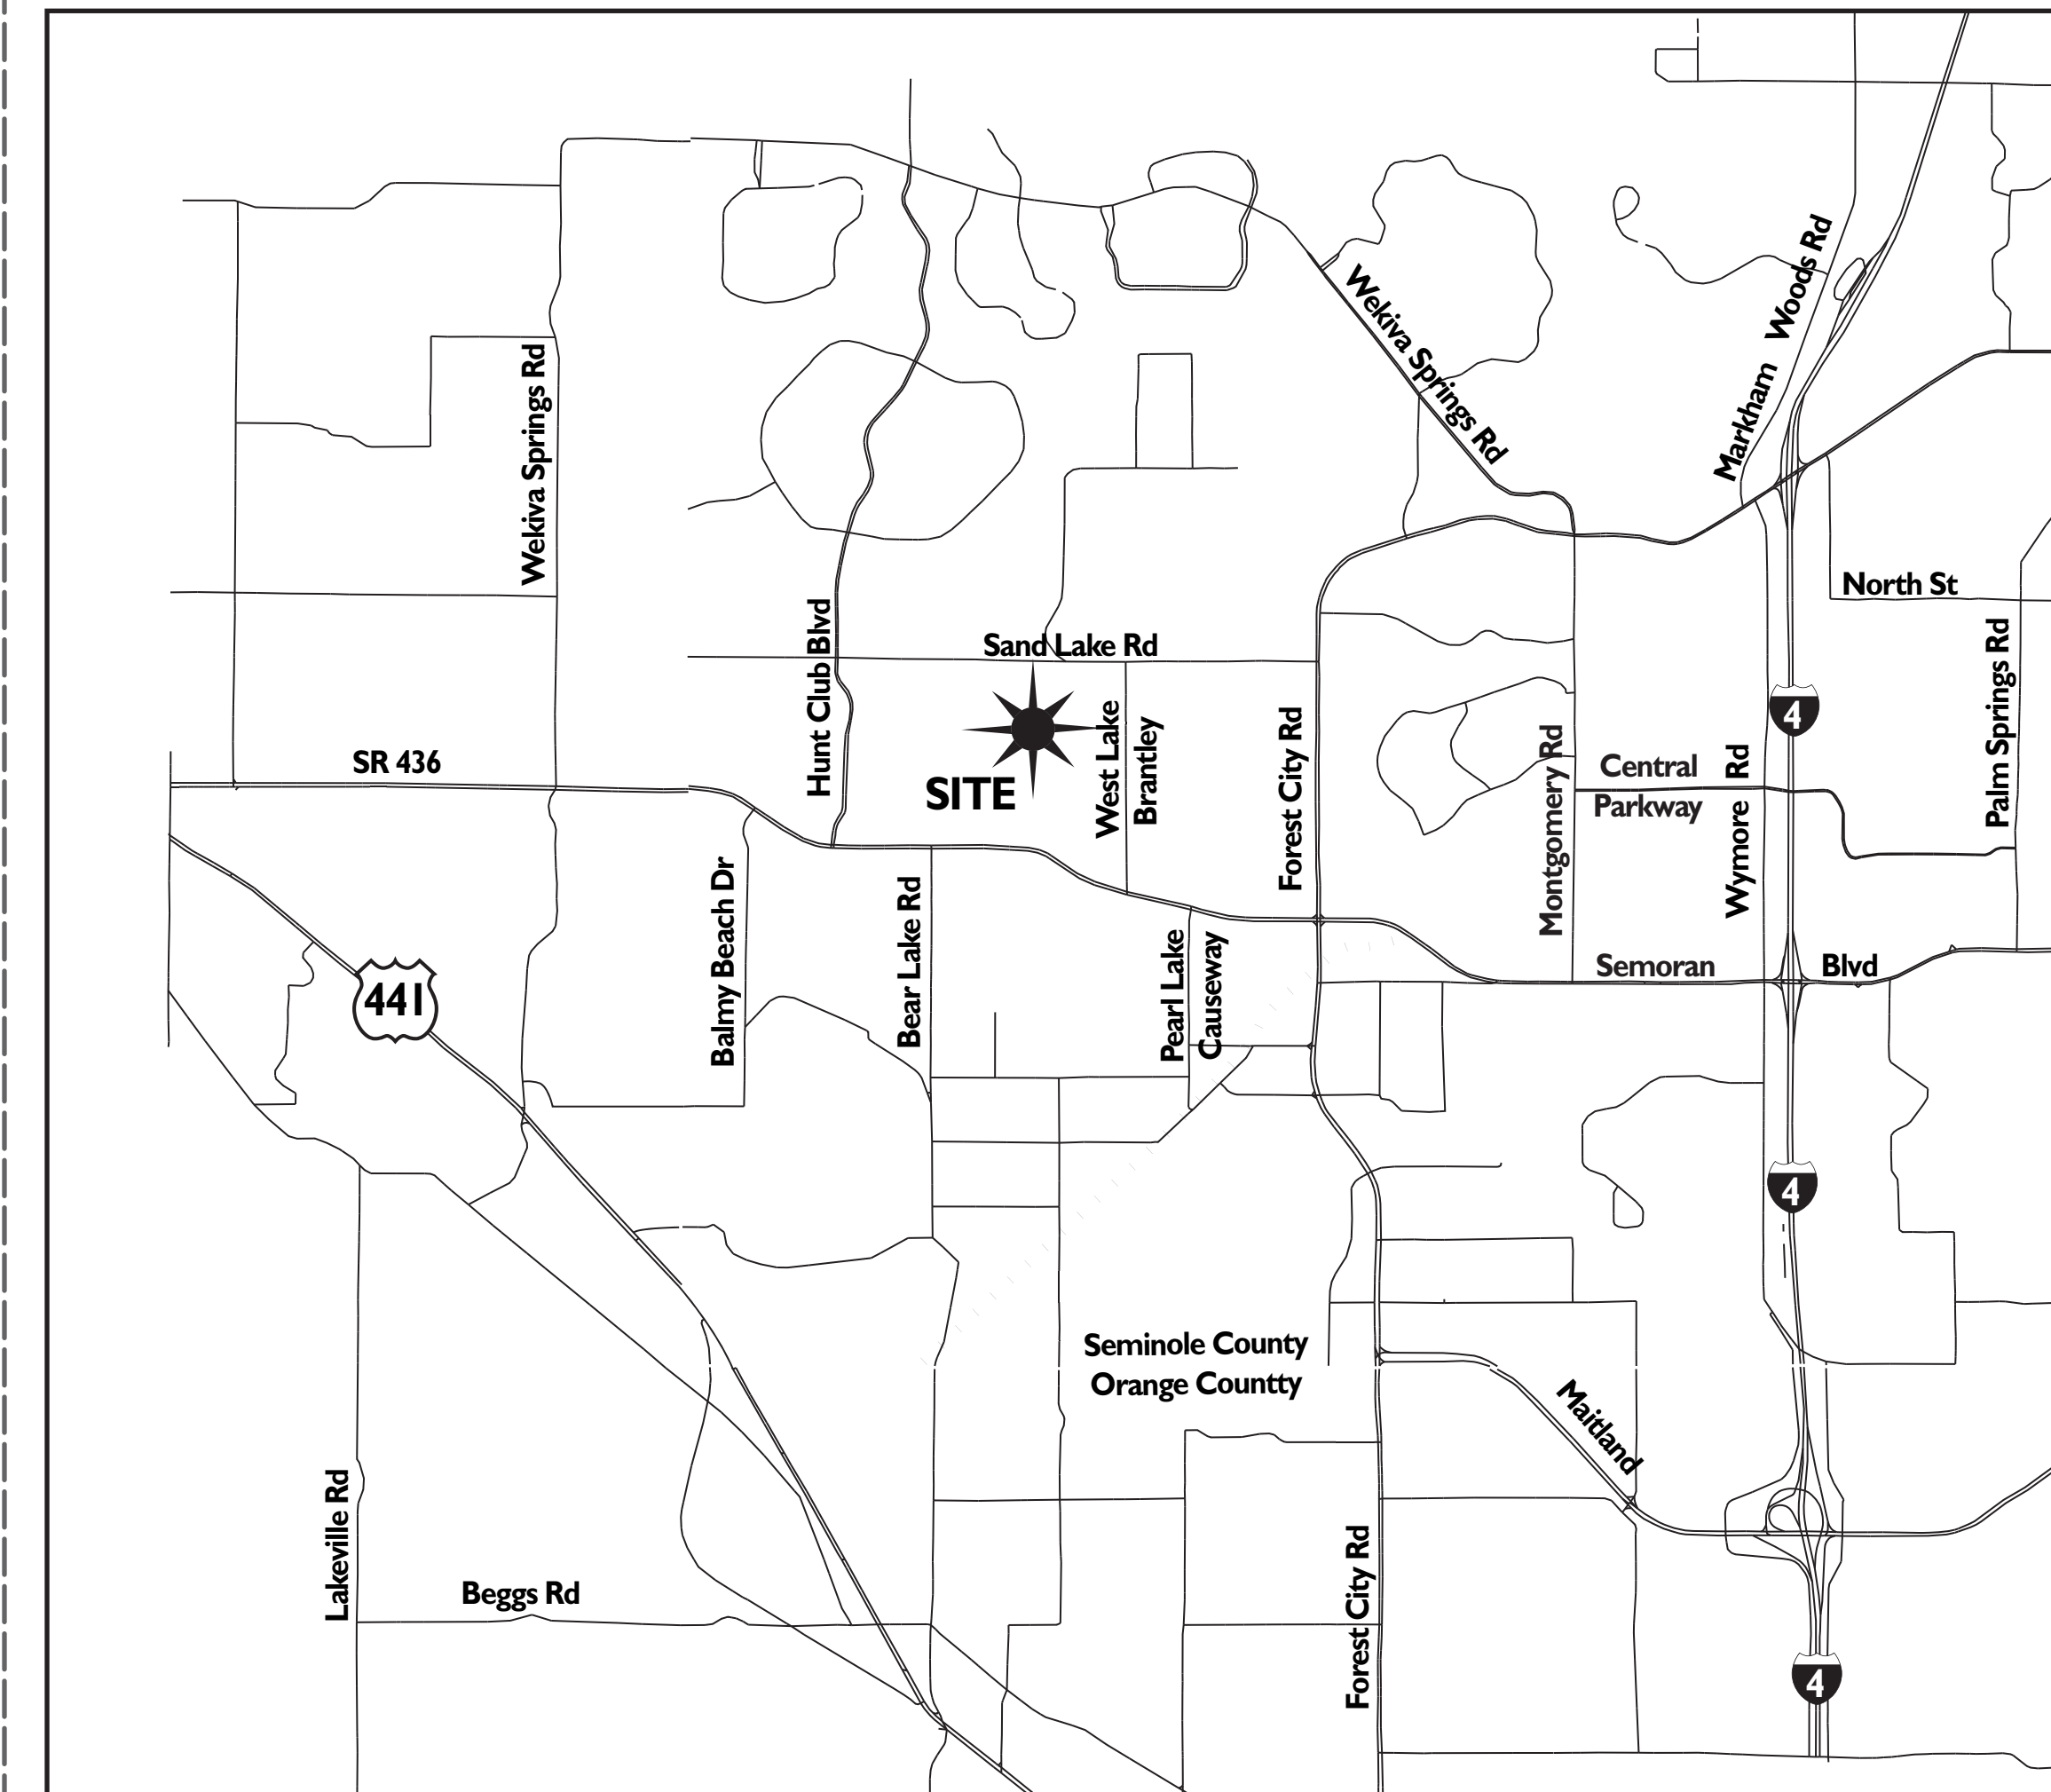 Markham Woods Rd
Wekiva Springs Rd
Wekiva Springs Rd
North St
Hunt Club Blvd
Sand Lake Rd
Palm Springs Rd
4
SR 436
SITE
West Lake
Brantley
Forest City Rd
Montgomery Rd
Central
Parkway
Wymore Rd
Balmy Beach Dr
Bear Lake Rd
Pearl Lake
Causeway
Semoran Blvd
441
4
Seminole County
Orange Countty
Maitland
Lakeville Rd
Beggs Rd
Forest City Rd
4